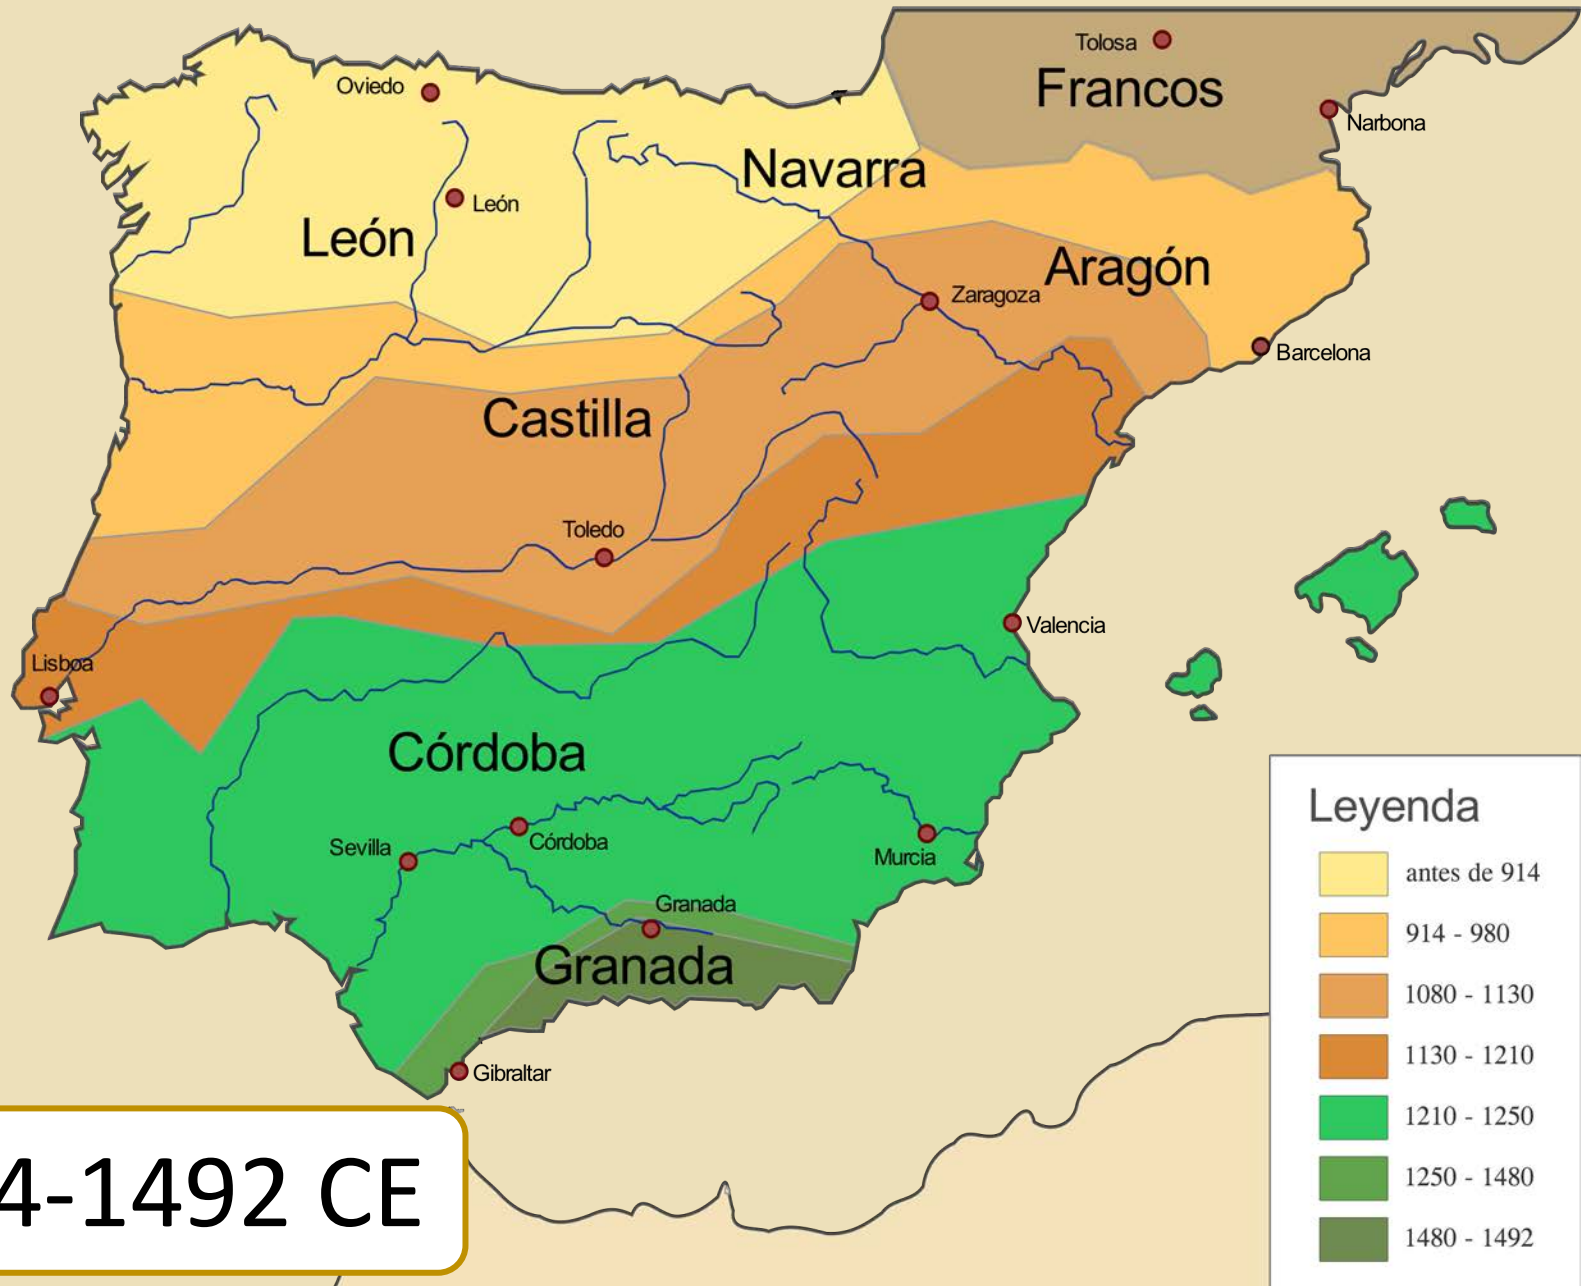 Tolosa
Francos
Oviedo
Narbona
Navarra
León
León
Aragón
Zaragoza
Barcelona
Castilla
Toledo
Valencia
Lisboa
Córdoba
Córdoba
Sevilla
Murcia
Granada
Granada
Gibraltar
Leyenda
antes de 914
914 - 980
1080 - 1130
1130 - 1210
1210 - 1250
1250 - 1480
1480 - 1492
4-1492 CE